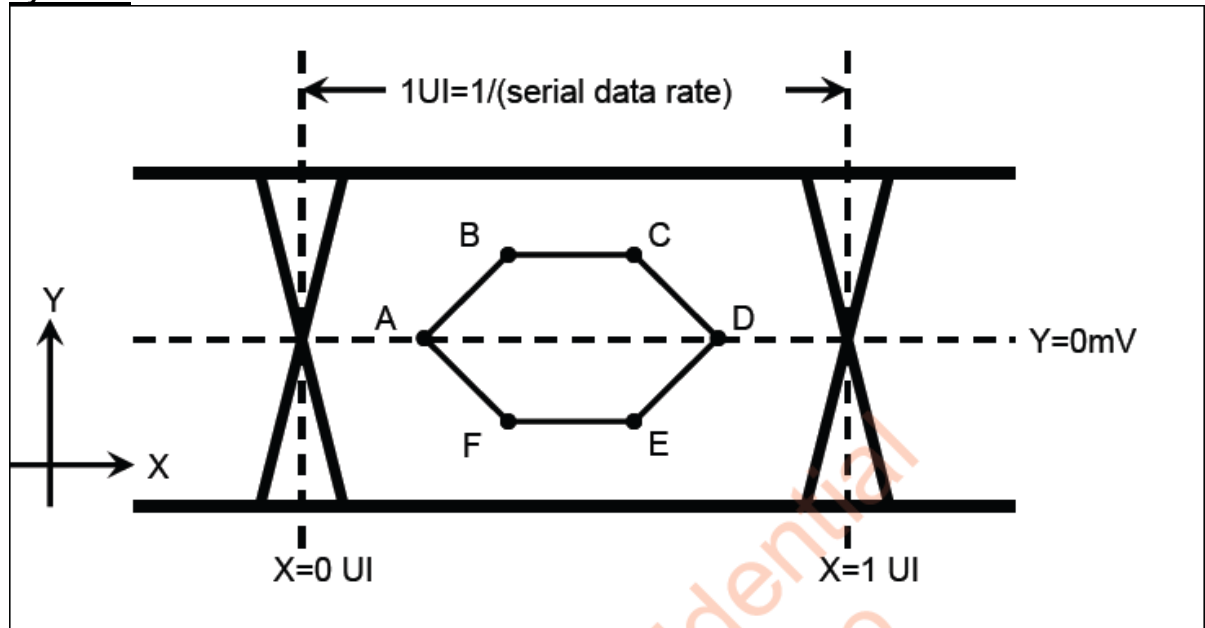 1UI=1/(serial data rate)
B
C
Y
A
D
Y=0mV
F
E
X
X=0 UI
X=1 UI